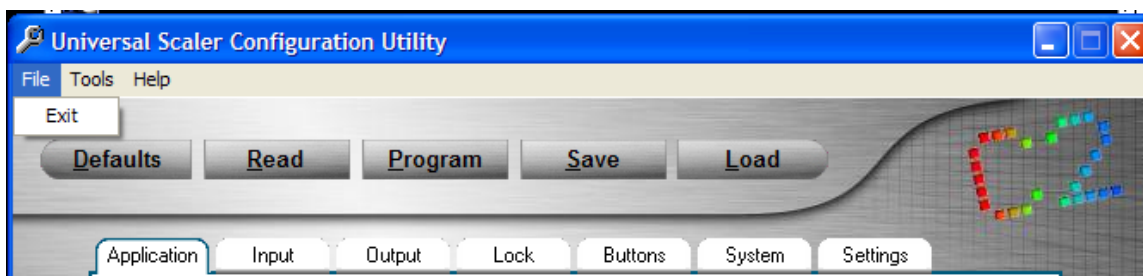 Universal Scaler Configuration Utility
File Tools Help
Exit
Defaults Read Program Save Load
C2
Application Input Output Lock Buttons System Settings